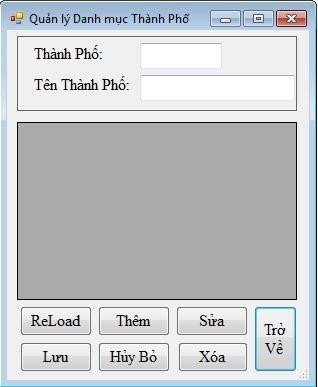 Quản lý Danh mục Thành Phố
Thành Phố:
Tên Thành Phố:
ReLoad Thêm Sửa
Trở Về
Lưu Hủy Bỏ Xóa